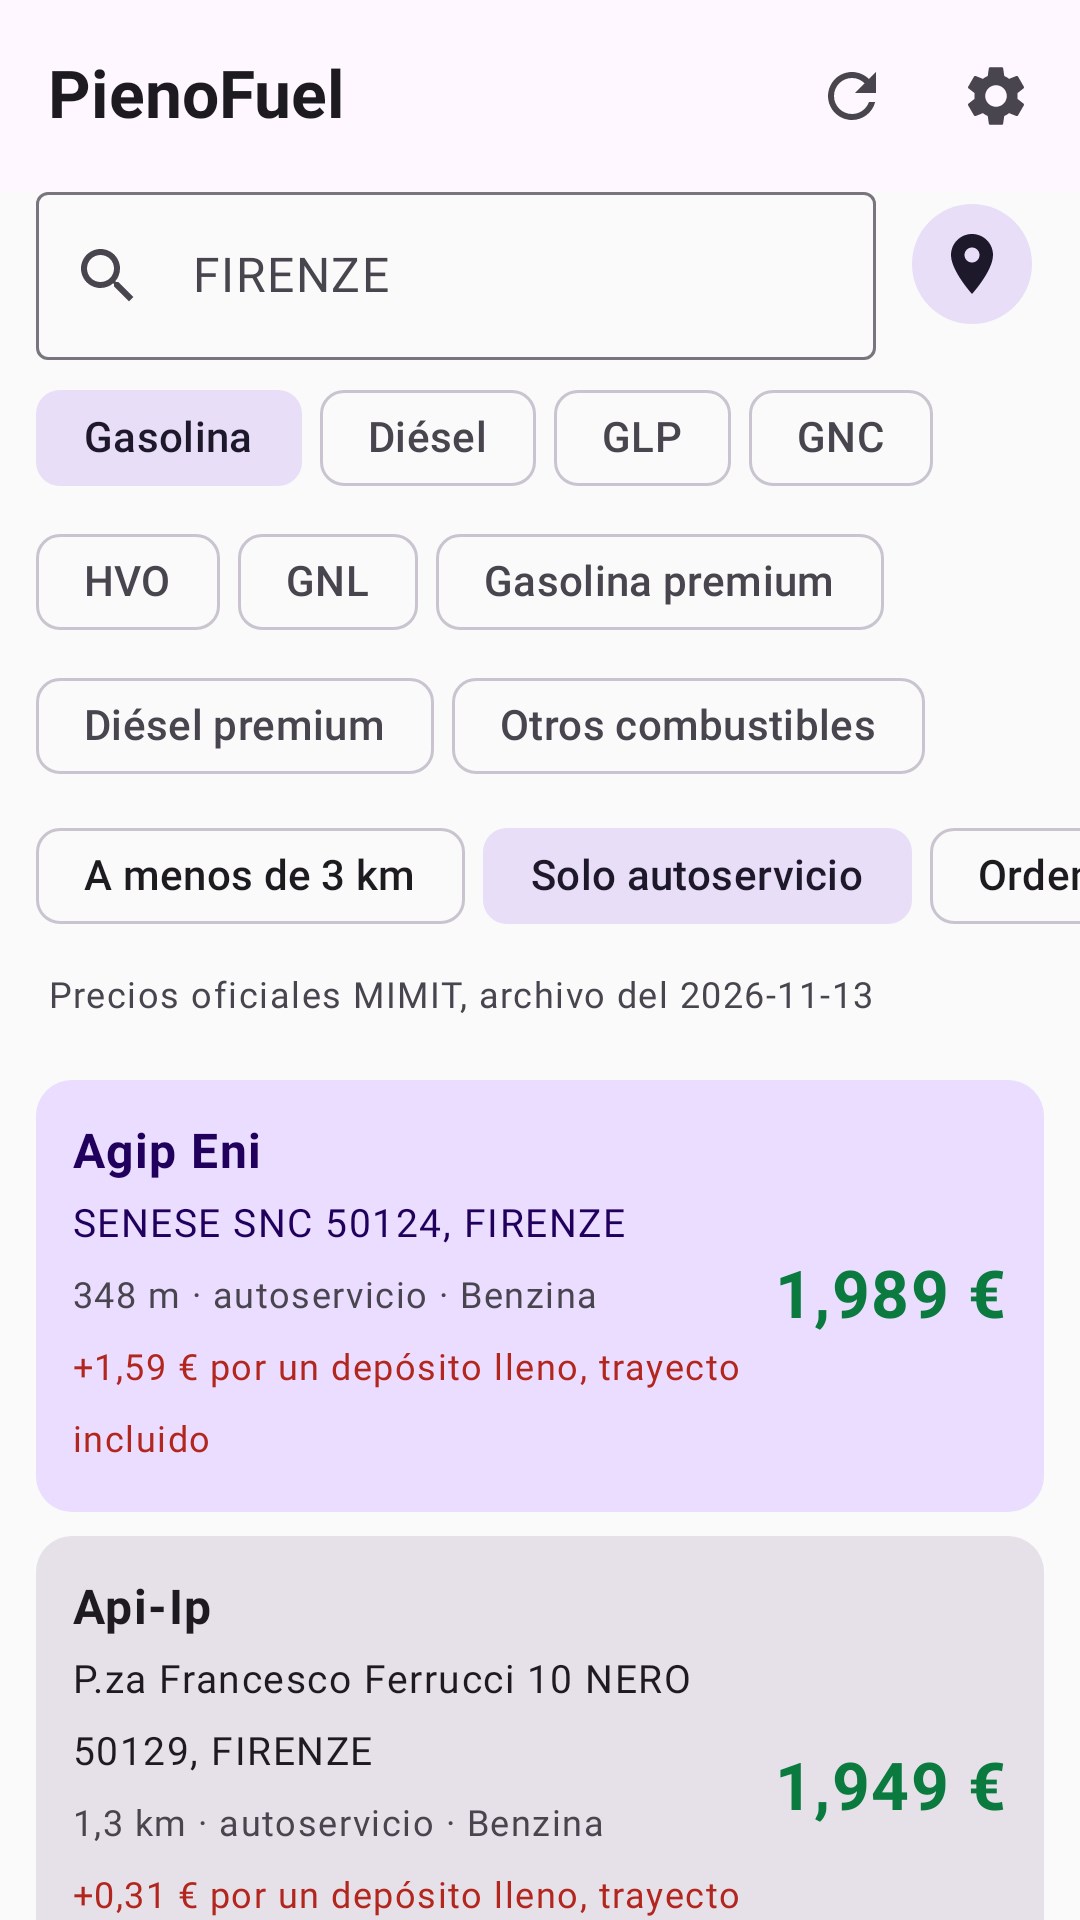 PienoFuel
FIRENZE
Gasolina
Diésel
GLP
GNC
HVO
GNL
Gasolina premium
Diésel premium
Otros combustibles
A menos de 3 km
Solo autoservicio
Precios oficiales MIMIT, archivo del 2026-11-13
Agip Eni
SENESE SNC 50124, FIRENZE
348 m · autoservicio · Benzina
1,989 €
+1,59 € por un depósito lleno, trayecto
incluido
Api-Ip
P.za Francesco Ferrucci 10 NERO
50129, FIRENZE
1,949 €
1,3 km · autoservicio · Benzina
+0,31 € por un depósito lleno, trayecto